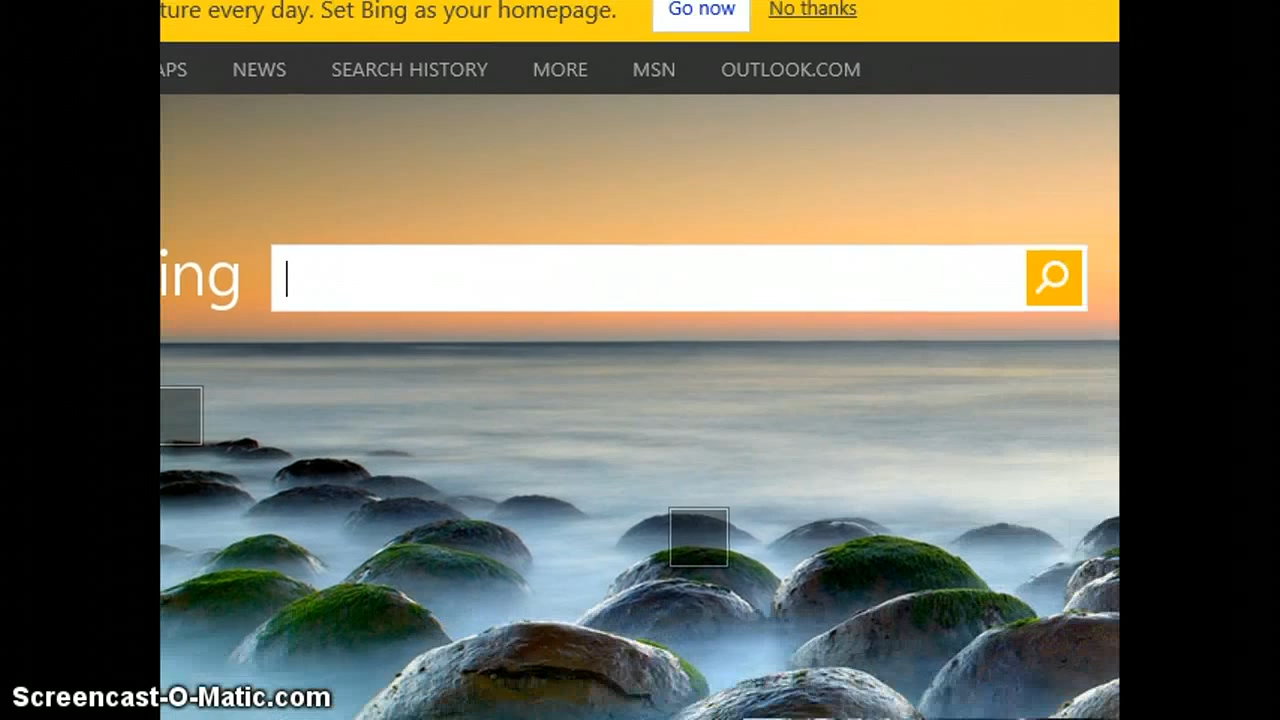 ture every day. Set Bing as your homepage. Go now No thanks
APS NEWS SEARCH HISTORY MORE MSN OUTLOOK.COM
ing
Screencast-O-Matic.com